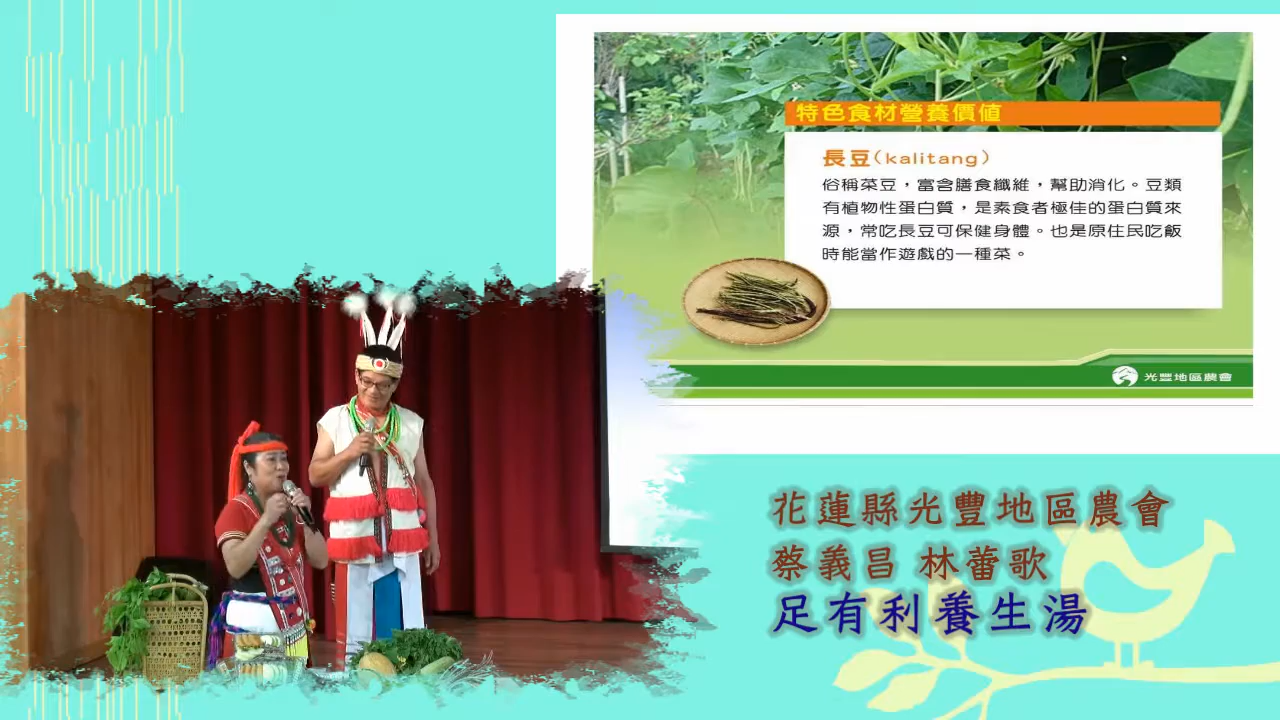 特色食材營養價值
長豆(kalitang)
俗稱菜豆，富含膳食纖維，幫助消化。豆類
有植物性蛋白質，是素食者極佳的蛋白質來
源，常吃長豆可保健身體。也是原住民吃飯
時能當作遊戲的一種菜。
光豐地區農會
花蓮縣光豐地區農會
蔡義昌 林蕾歌
足有利養生湯